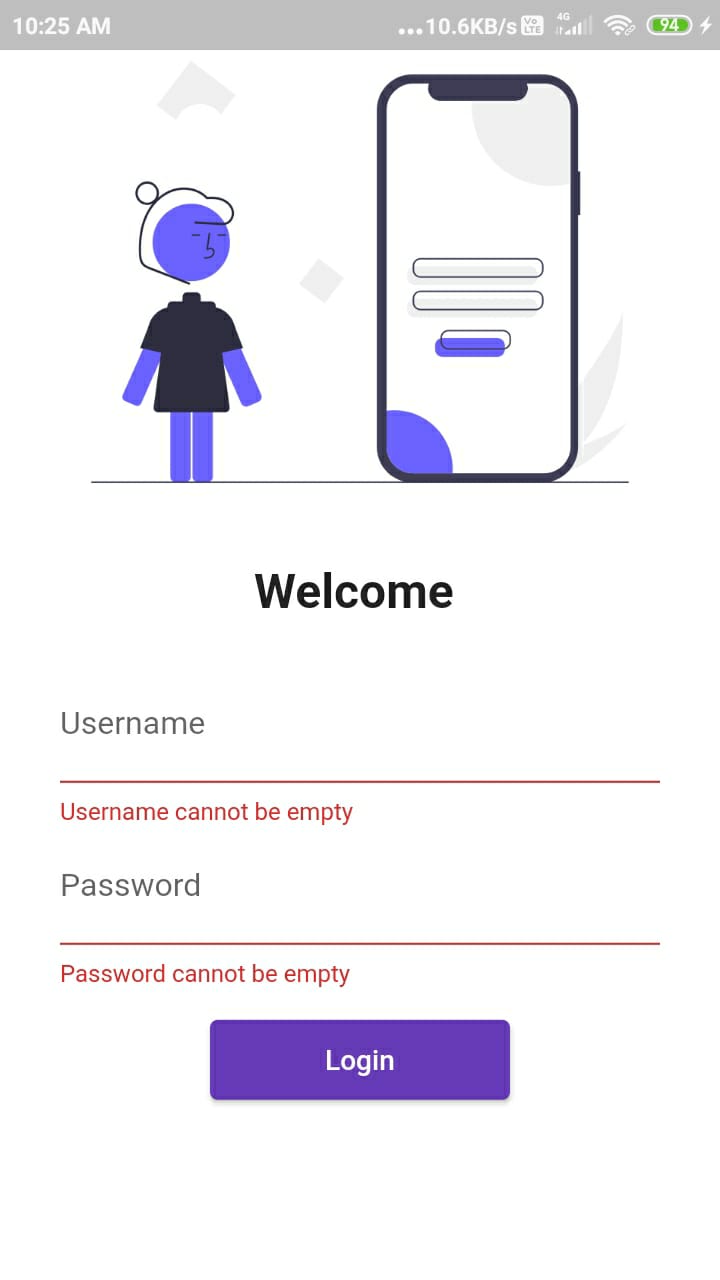 10:25 AM ...10.6KB/s Vo LTE 4G 94
Welcome
Username
Username cannot be empty
Password
Password cannot be empty
Login